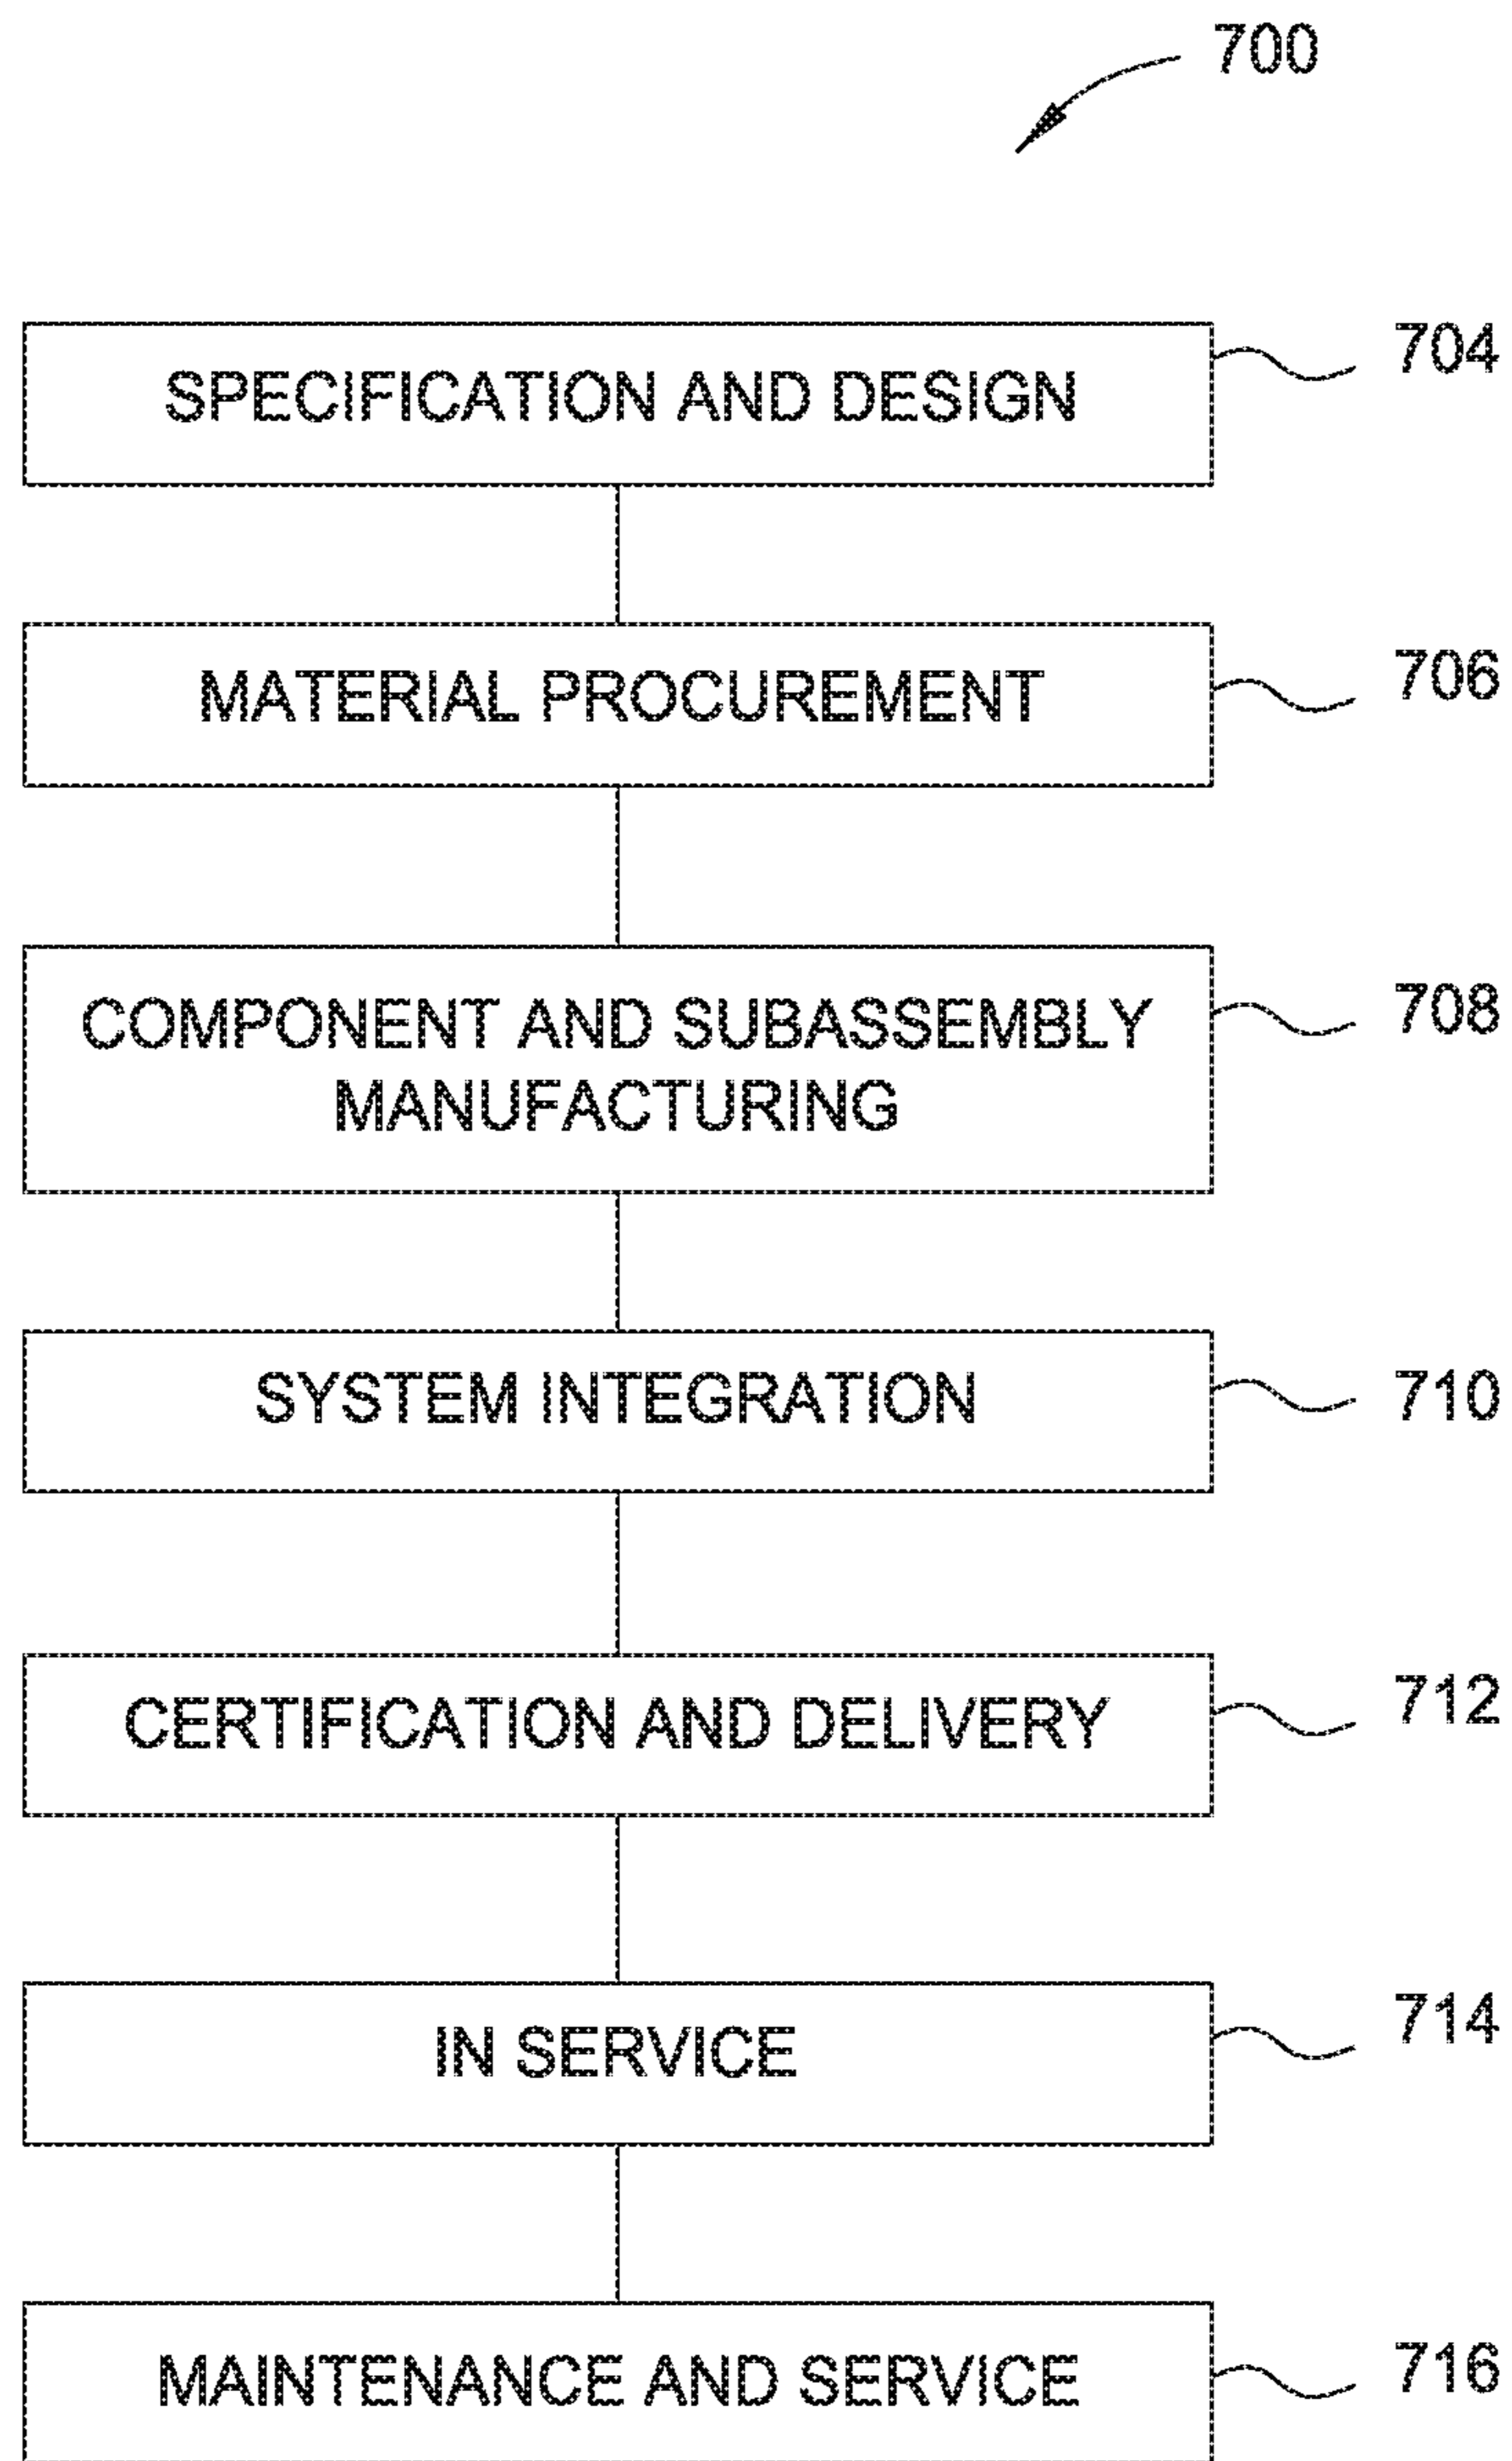 700
SPECIFICATION AND DESIGN
704
MATERIAL PROCUREMENT
706
COMPONENT AND SUBASSEMBLY
MANUFACTURING
708
SYSTEM INTEGRATION
710
CERTIFICATION AND DELIVERY
712
IN SERVICE
714
MAINTENANCE AND SERVICE
716